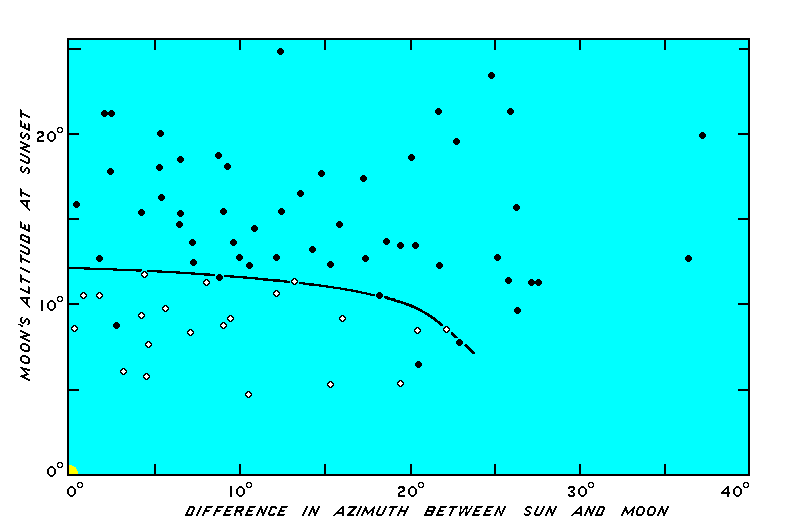 MOON'S ALTITUDE AT SUNSET
20°
10°
0°
0° 10° 20° 30° 40°
DIFFERENCE IN AZIMUTH BETWEEN SUN AND MOON